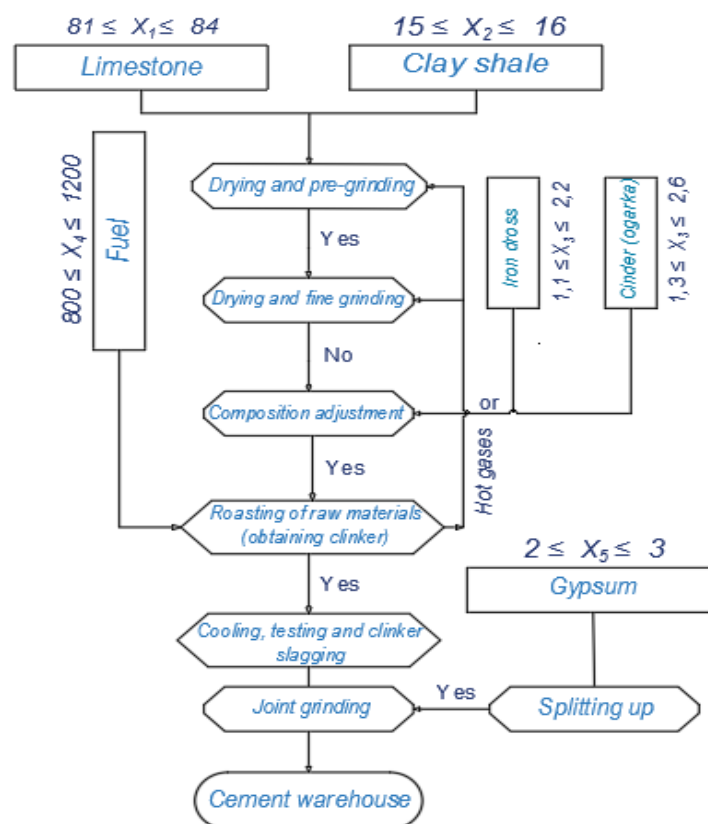 81 ≤ X₁ ≤ 84
15 ≤ X₂ ≤ 16
Limestone
Clay shale
800 ≤ X₄ ≤ 1200
Fuel
Drying and pre-grinding
Iron dross
1,1 ≤ X₃ ≤ 2,2
Cinder (ogarka)
1,3 ≤ X₃ ≤ 2,6
Yes
Drying and fine grinding
No
Composition adjustment
or
Hot gases
Yes
Roasting of raw materials
(obtaining clinker)
2 ≤ X₅ ≤ 3
Gypsum
Yes
Cooling, testing and clinker
slagging
Yes
Joint grinding
Splitting up
Cement warehouse